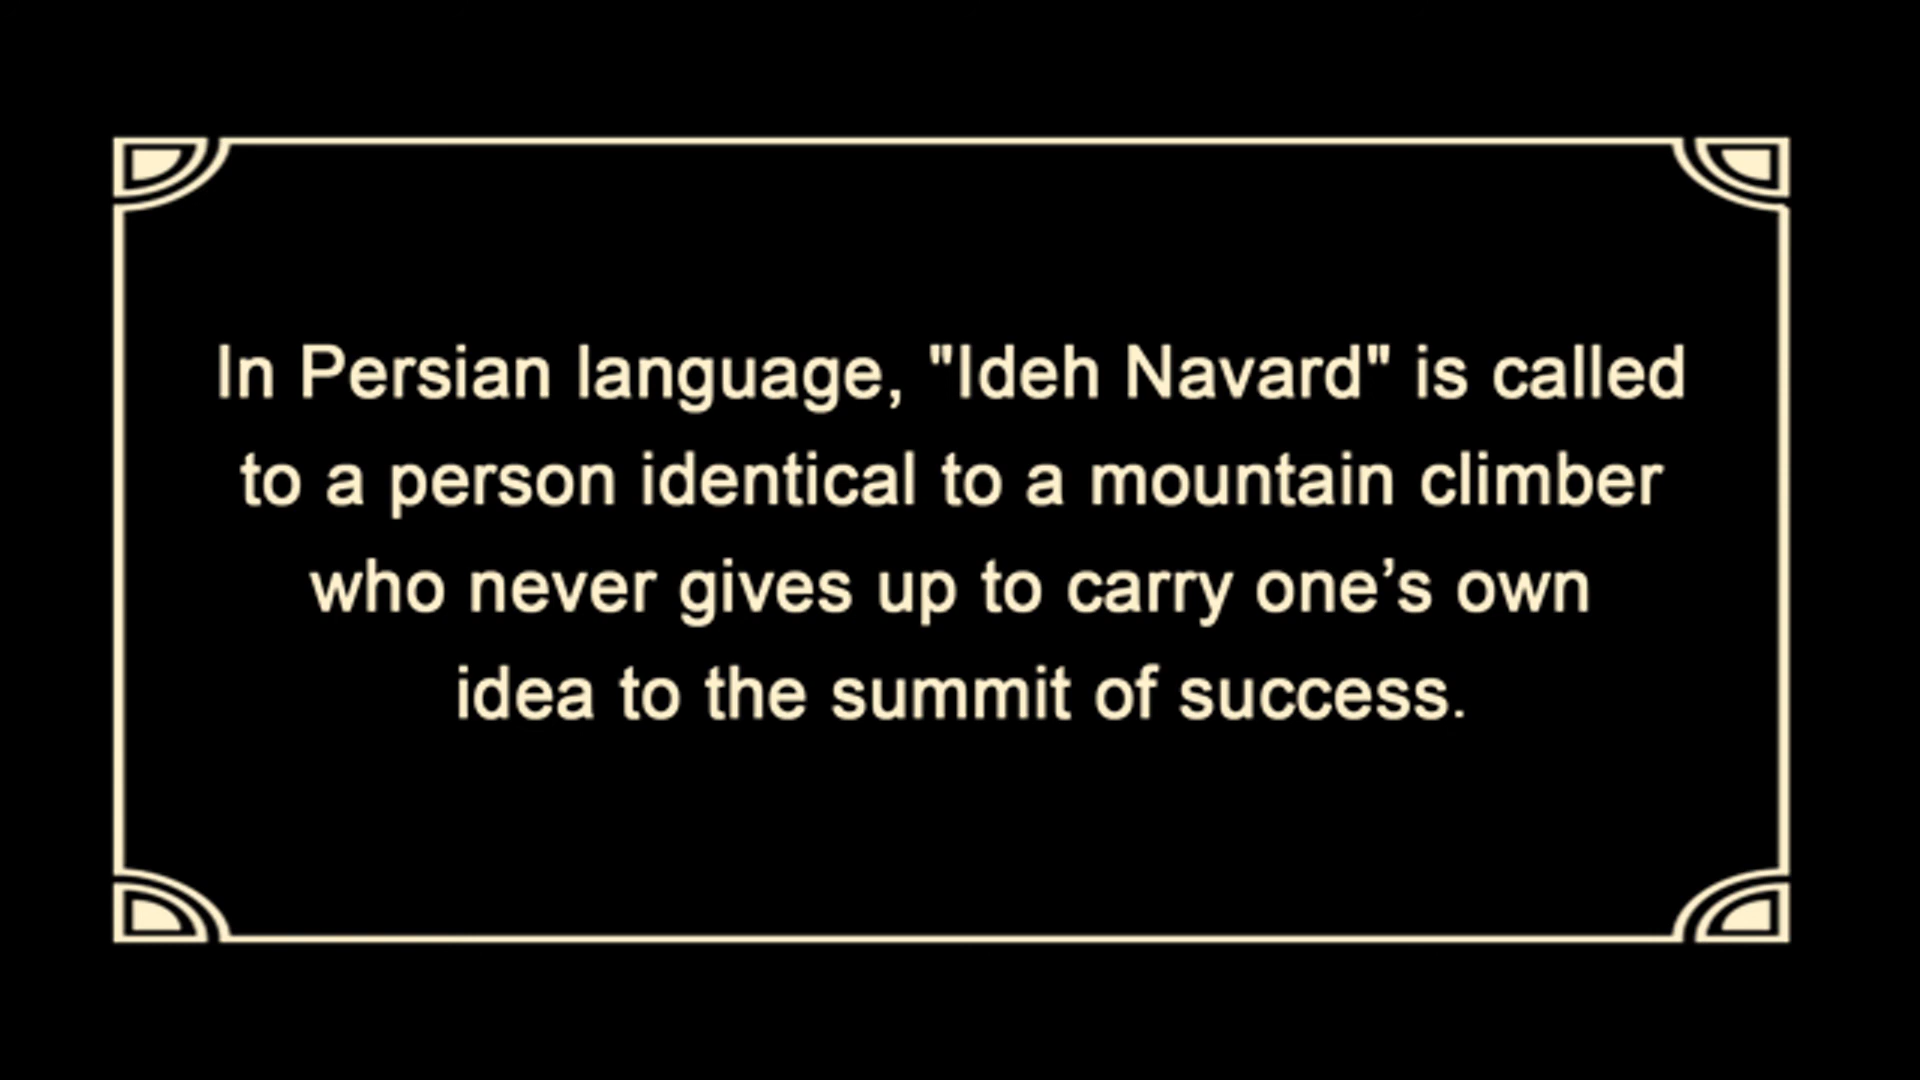 In Persian language, "Ideh Navard" is called
to a person identical to a mountain climber
who never gives up to carry one’s own
idea to the summit of success.